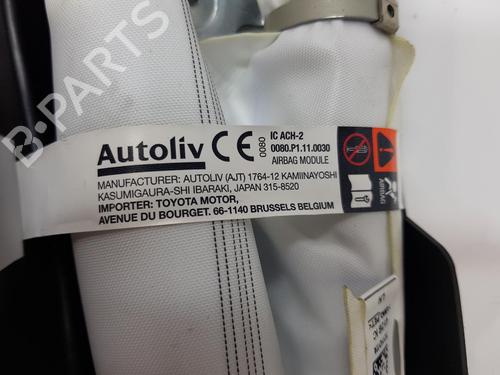 B-Parts
Autoliv CE 0080
IC ACH-2
0080.P1.11.0030
AIRBAG MODULE
MANUFACTURER: AUTOLIV (AJT) 1764-12 KAMIINAYOSHI
KASUMIGAURA-SHI IBARAKI, JAPAN 315-8520
IMPORTER: TOYOTA MOTOR,
AVENUE DU BOURGET. 66-1140 BRUSSELS BELGIUM
AIRBAG